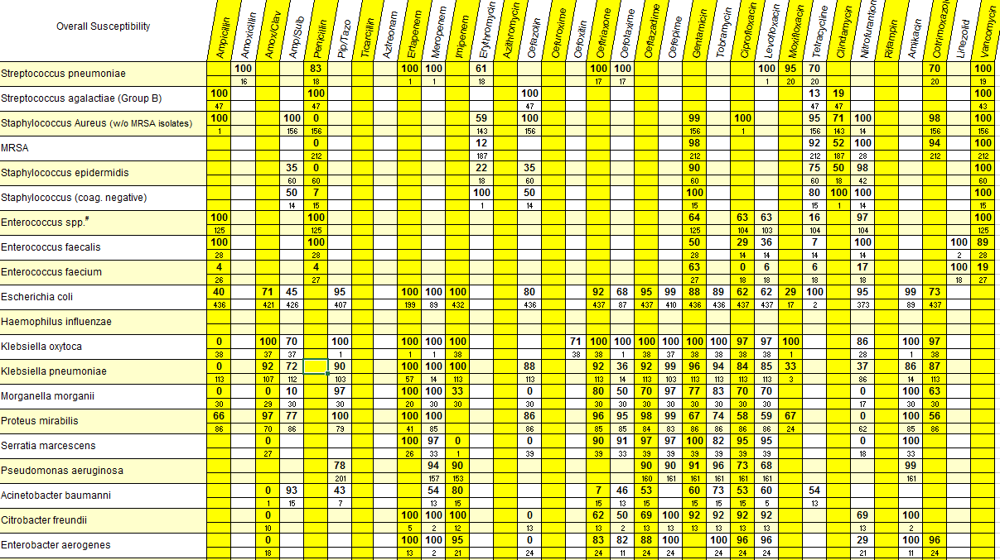 Overall Susceptibility Ampicillin Amoxicillin Amox/Clav Amp/Sulb Penicillin Pip/Tazo Ticarcillin Aztreonam Ertapenem Meropenem Imipenem Erythromycin Azithromycin Cefazolin Cefuroxime Cefoxitin Ceftriaxone Cefotaxime Ceftazadime Cefepime Gentamicin Tobramycin Ciprofloxacin Levofloxacin Moxifloxacin Tetracycline Clindamycin Nitrofurantion Rifampin Amikacin Cotrimoxazol Linezolid Vancomycin
Streptococcus pneumoniae 100 83 100 100 61 100 100 100 95 70 70 100
16 18 1 1 18 17 17 1 20 20 20 19
Streptococcus agalactiae (Group B) 100 100 100 13 19 100
47 47 47 47 47 43
Staphylococcus Aureus (w/o MRSA isolates) 100 100 0 59 100 99 100 95 71 100 98 100
1 156 156 143 156 156 1 156 143 14 156 156
MRSA 0 12 98 92 52 100 94 100
212 187 212 212 187 28 212 212
Staphylococcus epidermidis 35 0 22 35 90 75 50 98 100
60 60 18 60 60 60 18 42 60
Staphylococcus (coag. negative) 50 7 100 50 100 80 100 100 100
14 15 1 14 15 15 1 14 15
Enterococcus spp.# 100 100 64 63 63 16 97 100
125 125 125 104 103 104 104 125
Enterococcus faecalis 100 100 50 29 36 7 100 100 89
28 28 28 14 14 14 14 2 28
Enterococcus faecium 4 4 63 0 6 6 17 100 19
26 27 27 18 18 18 18 18 27
Escherichia coli 40 71 45 95 100 100 100 80 92 68 95 99 88 89 62 62 29 100 95 99 73
436 421 426 407 199 89 432 436 437 87 437 410 436 436 437 437 17 2 373 89 437
Haemophilus influenzae
Klebsiella oxytoca 0 100 70 100 100 100 100 71 100 100 100 100 100 100 97 97 100 86 100 97
38 37 37 1 1 1 38 38 38 1 38 37 38 38 38 38 1 28 1 38
Klebsiella pneumoniae 0 92 72 90 100 100 100 88 92 36 92 99 96 94 84 85 33 37 86 87
113 107 112 103 57 14 113 113 113 14 113 103 113 113 113 113 3 86 14 113
Morganella morganii 0 0 10 97 100 100 33 0 80 50 70 97 77 83 70 70 0 100 63
30 29 30 30 20 30 30 30 30 30 30 30 30 30 30 30 17 30 30
Proteus mirabilis 66 97 77 100 100 100 86 96 95 98 99 67 74 58 59 67 0 100 56
86 70 86 79 41 85 86 85 85 84 83 86 86 86 86 24 62 85 86
Serratia marcescens 0 100 97 0 0 90 91 97 97 100 82 95 95 0 100
27 26 33 1 39 39 33 39 39 39 39 39 39 18 33
Pseudomonas aeruginosa 78 94 90 90 90 91 96 73 68 99
201 157 153 160 161 161 161 161 161 161
Acinetobacter baumanni 0 93 43 54 80 7 46 53 60 73 53 60 54
1 15 7 13 15 15 13 15 15 15 15 5 13
Citrobacter freundii 0 100 100 100 0 62 50 69 100 92 92 92 92 69 100
10 5 2 12 13 13 2 13 13 13 13 13 13 13 2
Enterobacter aerogenes 0 100 100 95 0 83 82 88 100 100 96 96 29 100 96
18 13 2 21 24 24 11 24 24 24 24 24 21 11 24